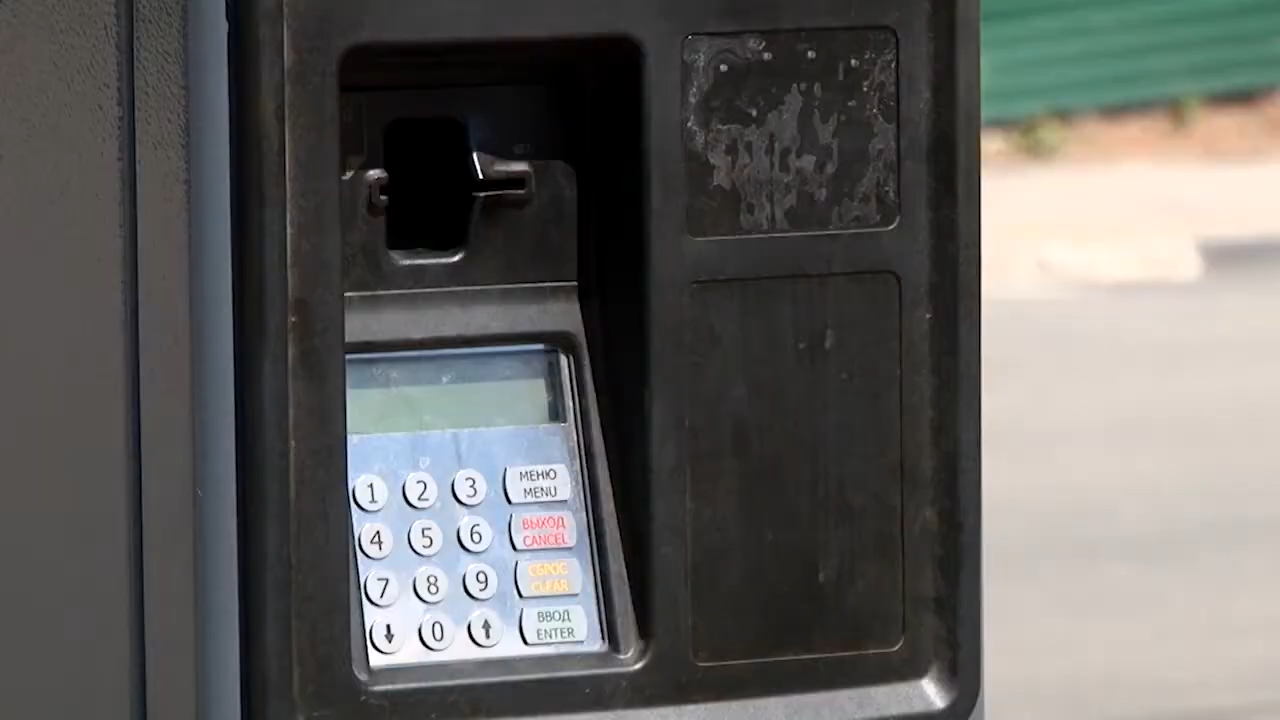 1 2 3 МЕНЮ
MENU
4 5 6 ВЫХОД
CANCEL
7 8 9 СБРОС
CLEAR
0 ВВОД
ENTER